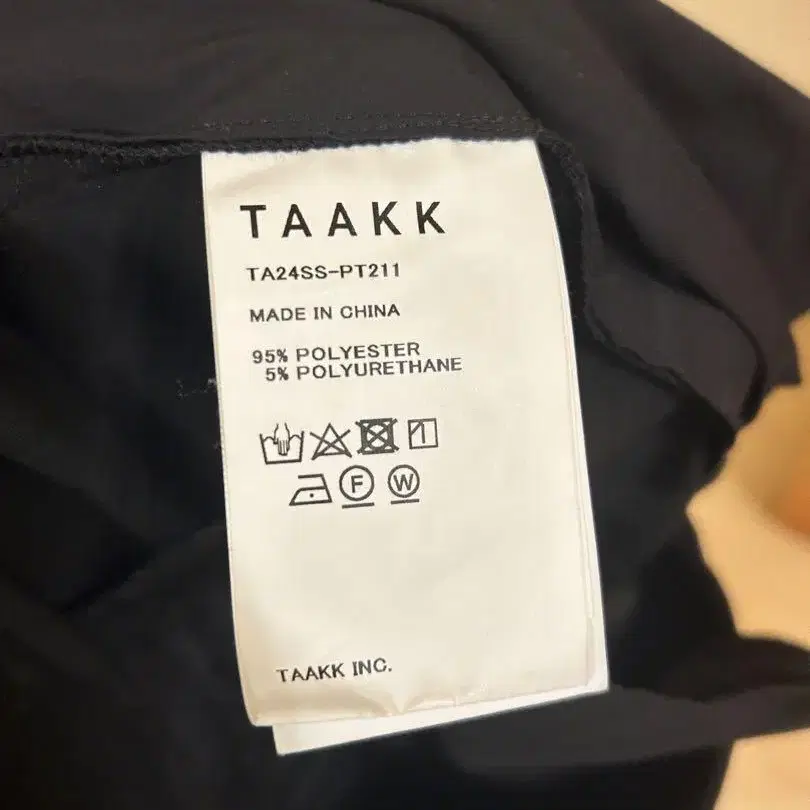 TAAKK
TA24SS-PT211
MADE IN CHINA
95% POLYESTER
5% POLYURETHANE
F W
TAAKK INC.